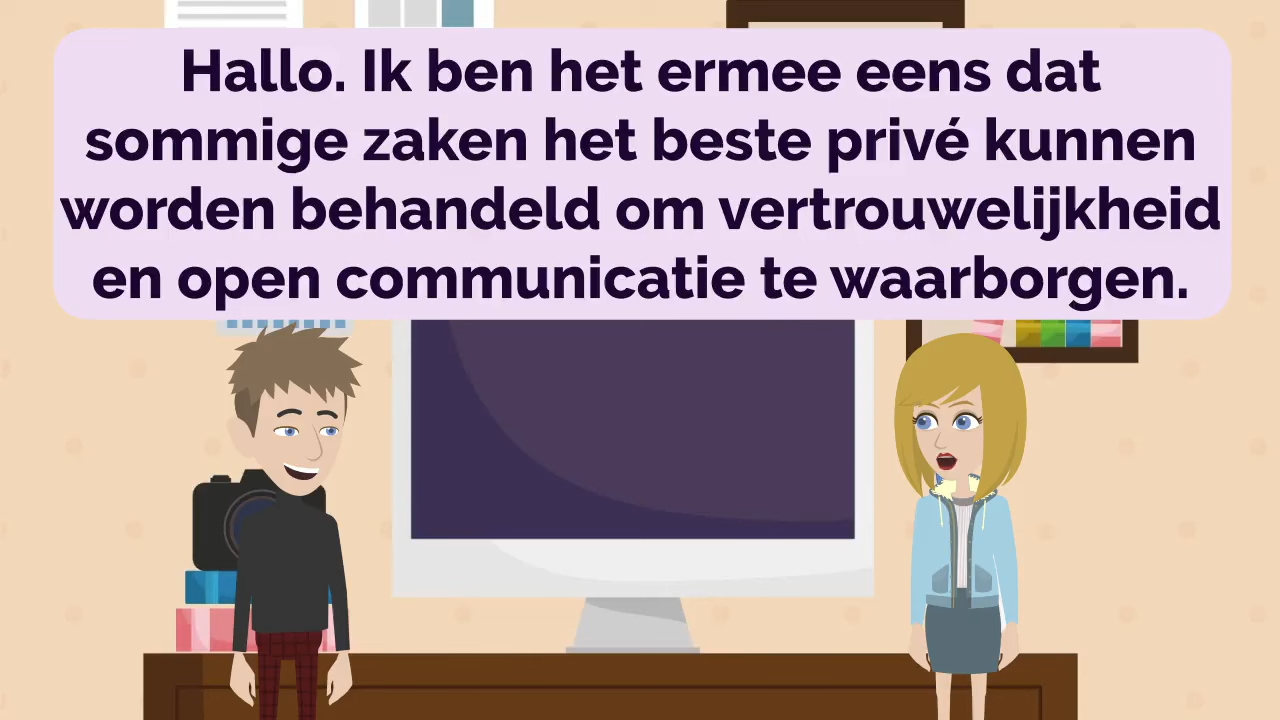 Hallo. Ik ben het ermee eens dat
sommige zaken het beste privé kunnen
worden behandeld om vertrouwelijkheid
en open communicatie te waarborgen.